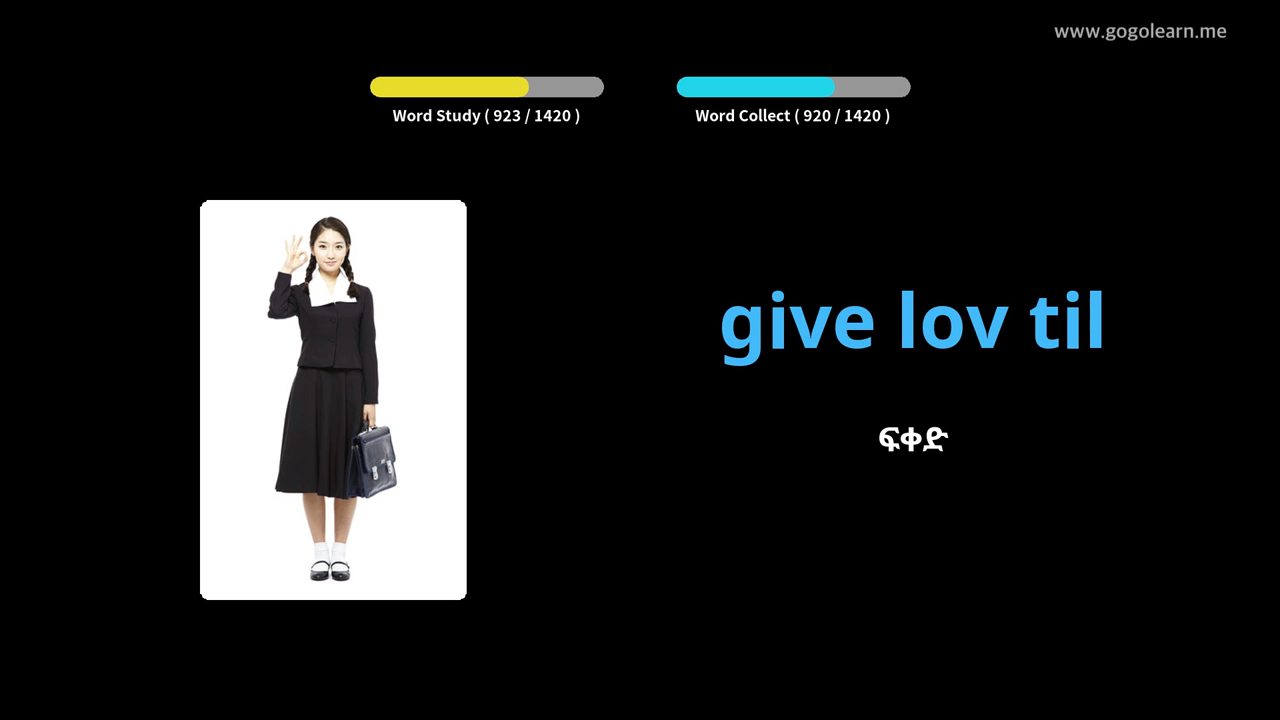 www.gogolearn.me
Word Study ( 923 / 1420 )
Word Collect ( 920 / 1420 )
give lov til
ፍቀድ